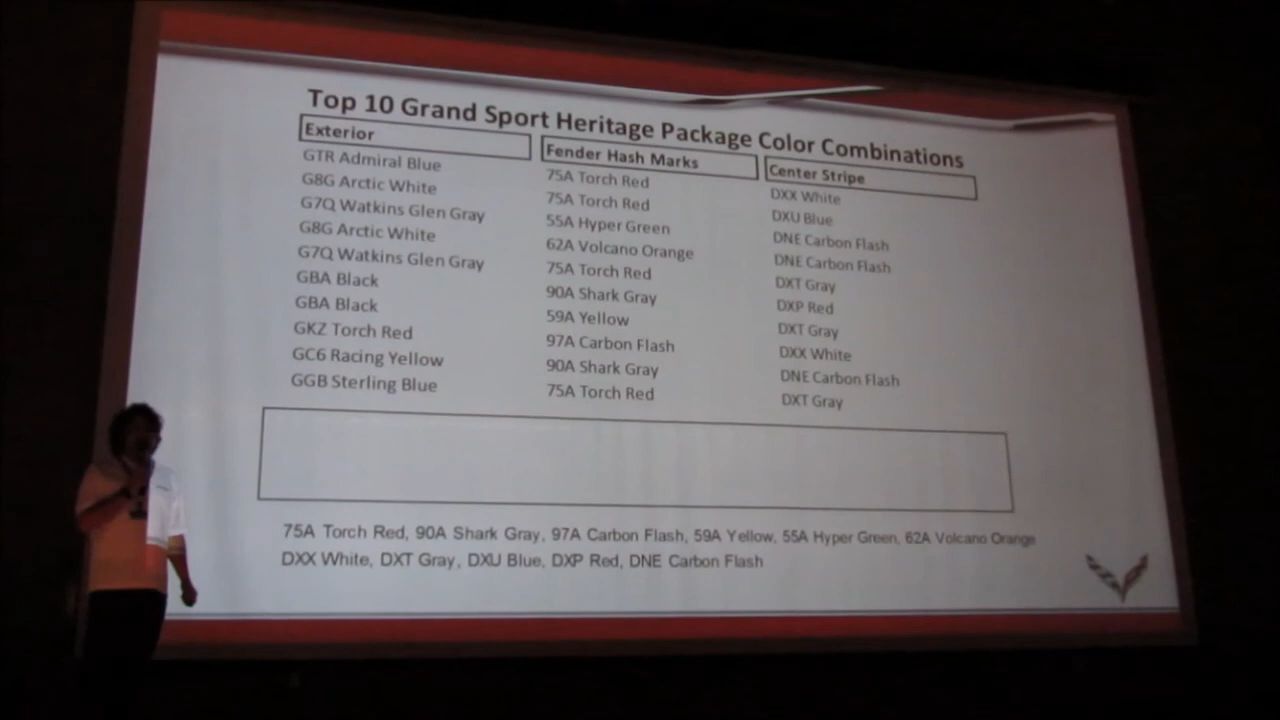 Top 10 Grand Sport Heritage Package Color Combinations
Exterior Fender Hash Marks Center Stripe
GTR Admiral Blue 75A Torch Red DXX White
G8G Arctic White 75A Torch Red DXU Blue
G7Q Watkins Glen Gray 55A Hyper Green DNE Carbon Flash
G8G Arctic White 62A Volcano Orange DNE Carbon Flash
G7Q Watkins Glen Gray 75A Torch Red DXT Gray
GBA Black 90A Shark Gray DXP Red
GBA Black 59A Yellow DXT Gray
GKZ Torch Red 97A Carbon Flash DXX White
GC6 Racing Yellow 90A Shark Gray DNE Carbon Flash
GGB Sterling Blue 75A Torch Red DXT Gray
75A Torch Red, 90A Shark Gray, 97A Carbon Flash, 59A Yellow, 55A Hyper Green, 62A Volcano Orange
DXX White, DXT Gray, DXU Blue, DXP Red, DNE Carbon Flash